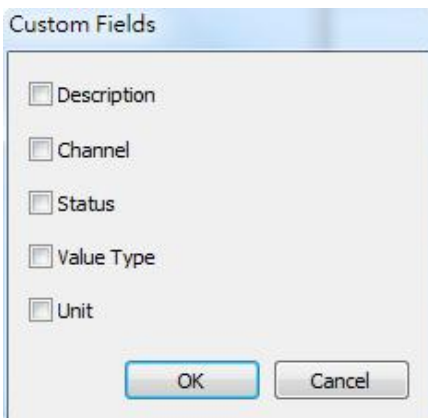 Custom Fields
Description
Channel
Status
Value Type
Unit
OK Cancel